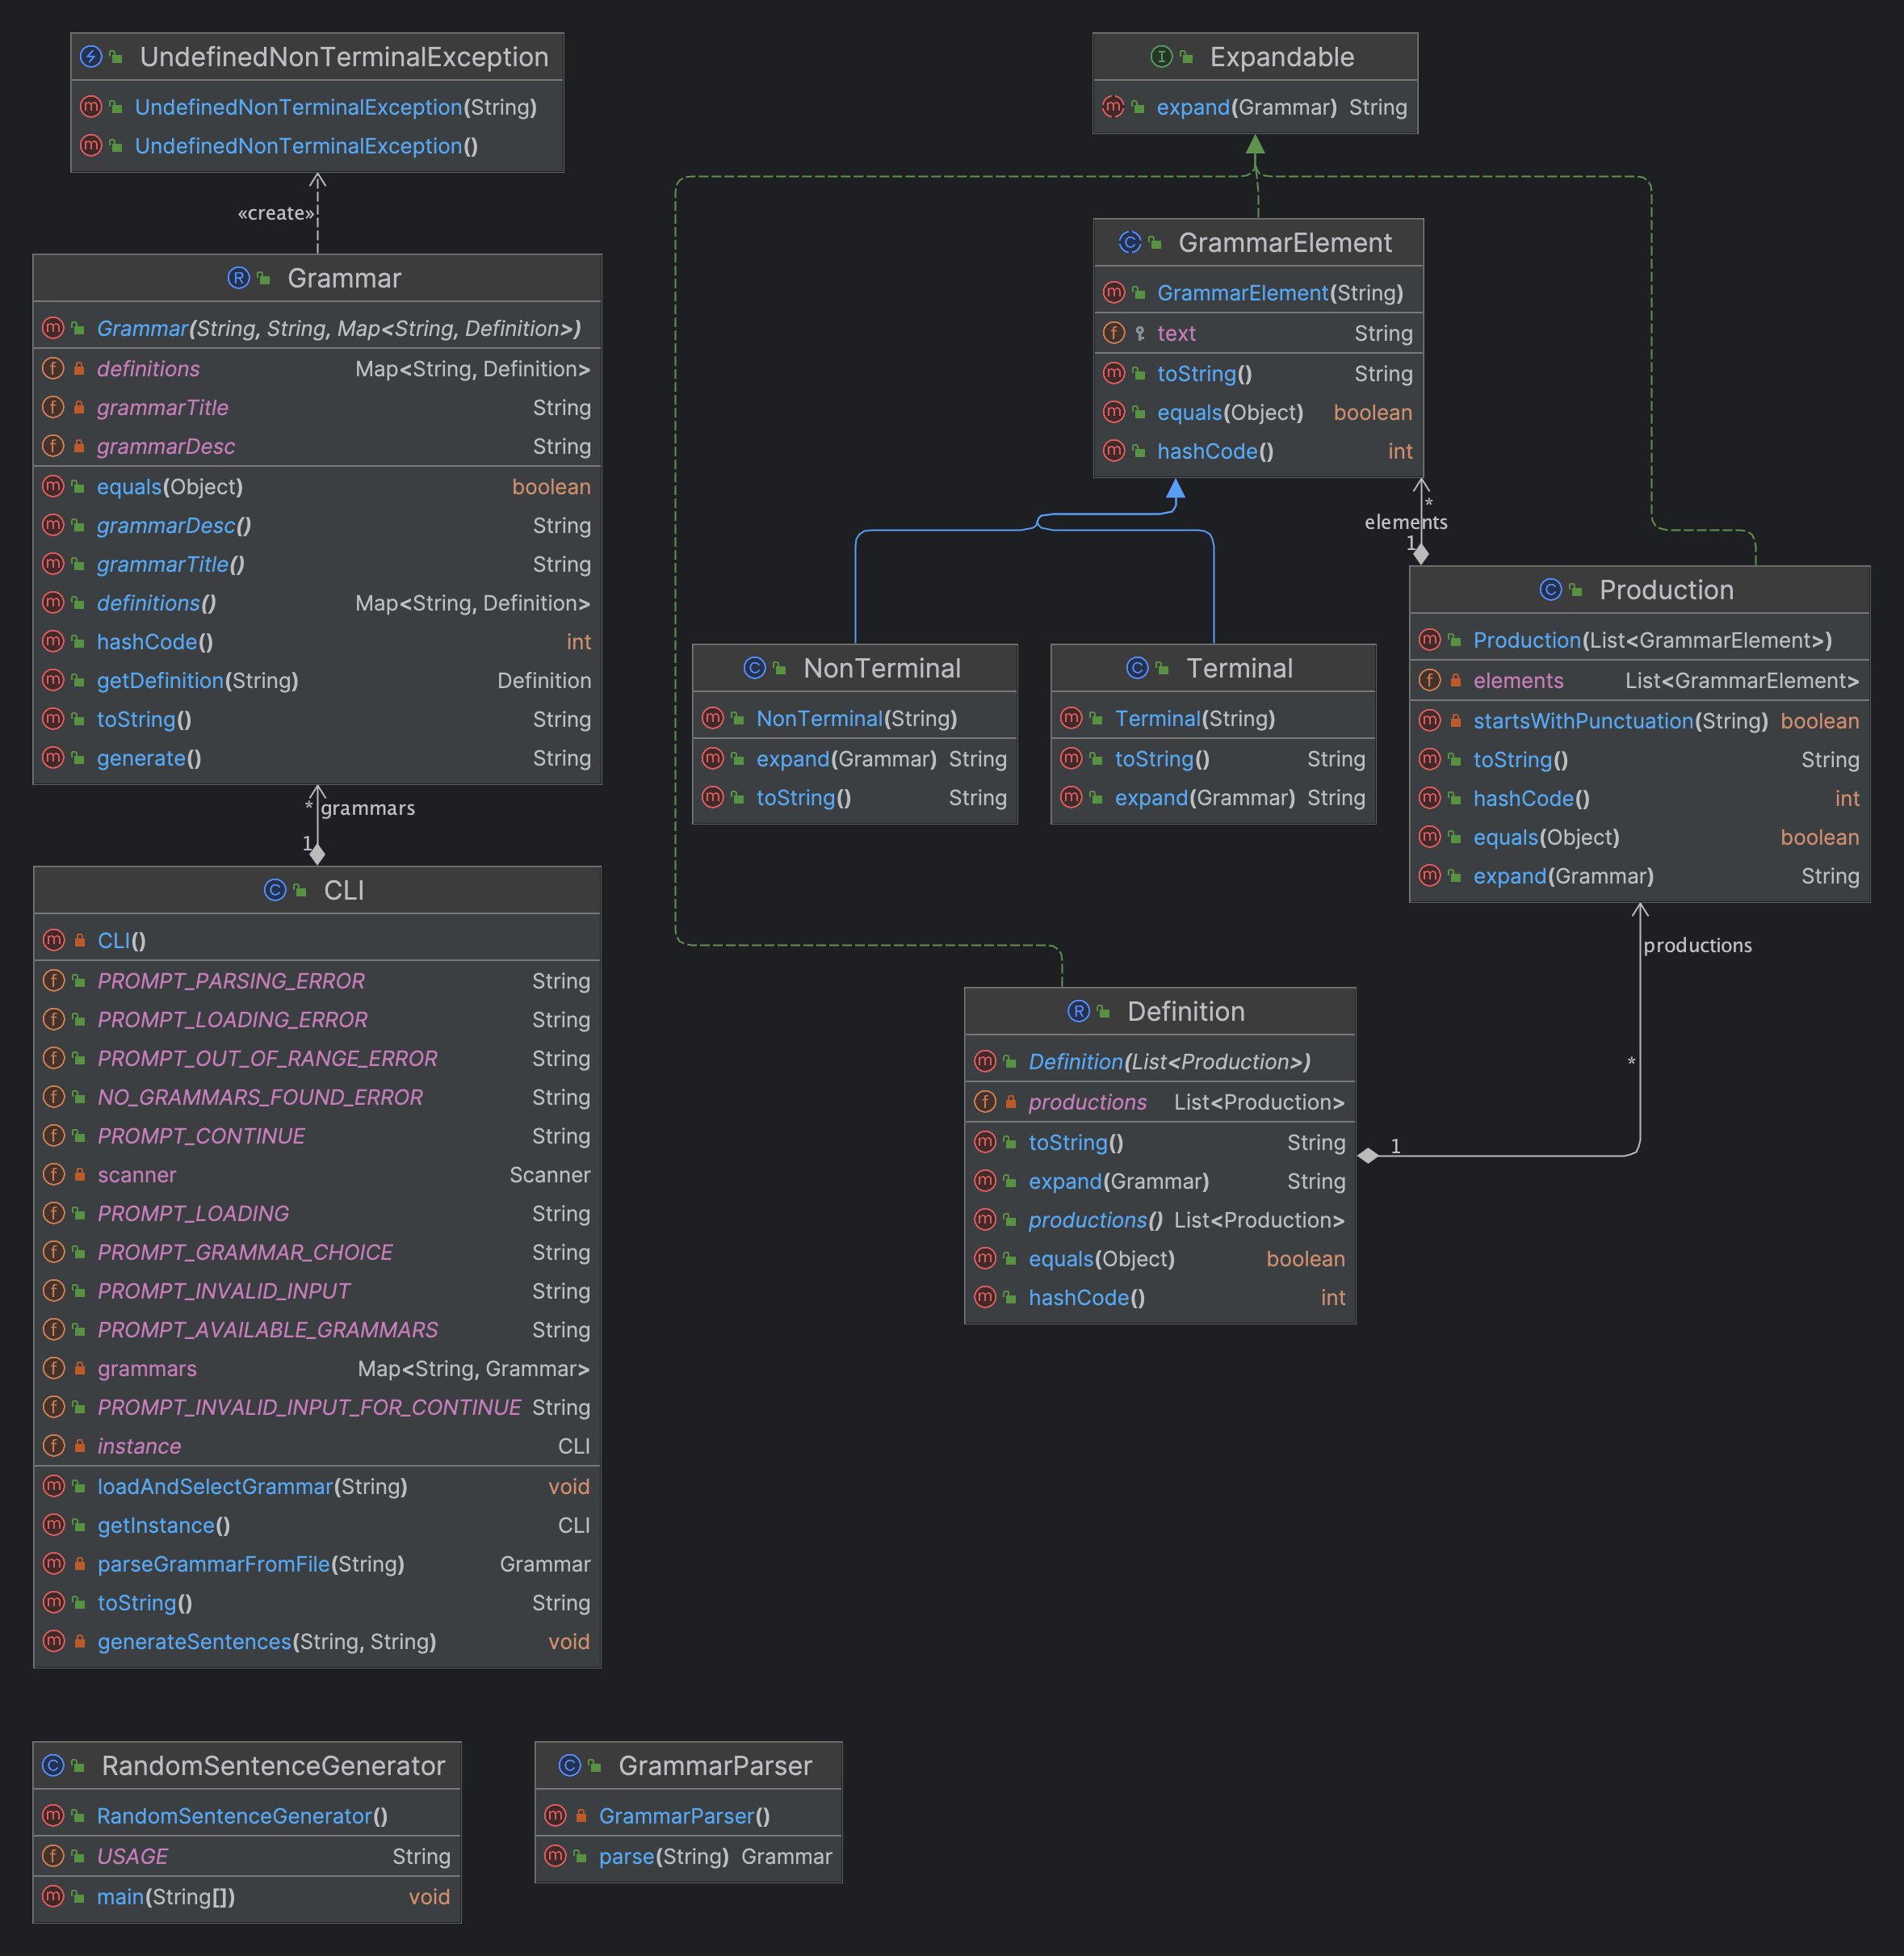 UndefinedNonTerminalException
UndefinedNonTerminalException(String)
UndefinedNonTerminalException()
«create»
Grammar
Grammar(String, String, Map<String, Definition>)
definitions Map<String, Definition>
grammarTitle String
grammarDesc String
equals(Object) boolean
grammarDesc() String
grammarTitle() String
definitions() Map<String, Definition>
hashCode() int
getDefinition(String) Definition
toString() String
generate() String
* grammars
1
CLI
CLI()
PROMPT_PARSING_ERROR String
PROMPT_LOADING_ERROR String
PROMPT_OUT_OF_RANGE_ERROR String
NO_GRAMMARS_FOUND_ERROR String
PROMPT_CONTINUE String
scanner Scanner
PROMPT_LOADING String
PROMPT_GRAMMAR_CHOICE String
PROMPT_INVALID_INPUT String
PROMPT_AVAILABLE_GRAMMARS String
grammars Map<String, Grammar>
PROMPT_INVALID_INPUT_FOR_CONTINUE String
instance CLI
loadAndSelectGrammar(String) void
getInstance() CLI
parseGrammarFromFile(String) Grammar
toString() String
generateSentences(String, String) void
Expandable
expand(Grammar) String
GrammarElement
GrammarElement(String)
text String
toString() String
equals(Object) boolean
hashCode() int
*
elements
1
NonTerminal
NonTerminal(String)
expand(Grammar) String
toString() String
Terminal
Terminal(String)
toString() String
expand(Grammar) String
Production
Production(List<GrammarElement>)
elements List<GrammarElement>
startsWithPunctuation(String) boolean
toString() String
hashCode() int
equals(Object) boolean
expand(Grammar) String
productions
*
1
Definition
Definition(List<Production>)
productions List<Production>
toString() String
expand(Grammar) String
productions() List<Production>
equals(Object) boolean
hashCode() int
RandomSentenceGenerator
RandomSentenceGenerator()
USAGE String
main(String[]) void
GrammarParser
GrammarParser()
parse(String) Grammar